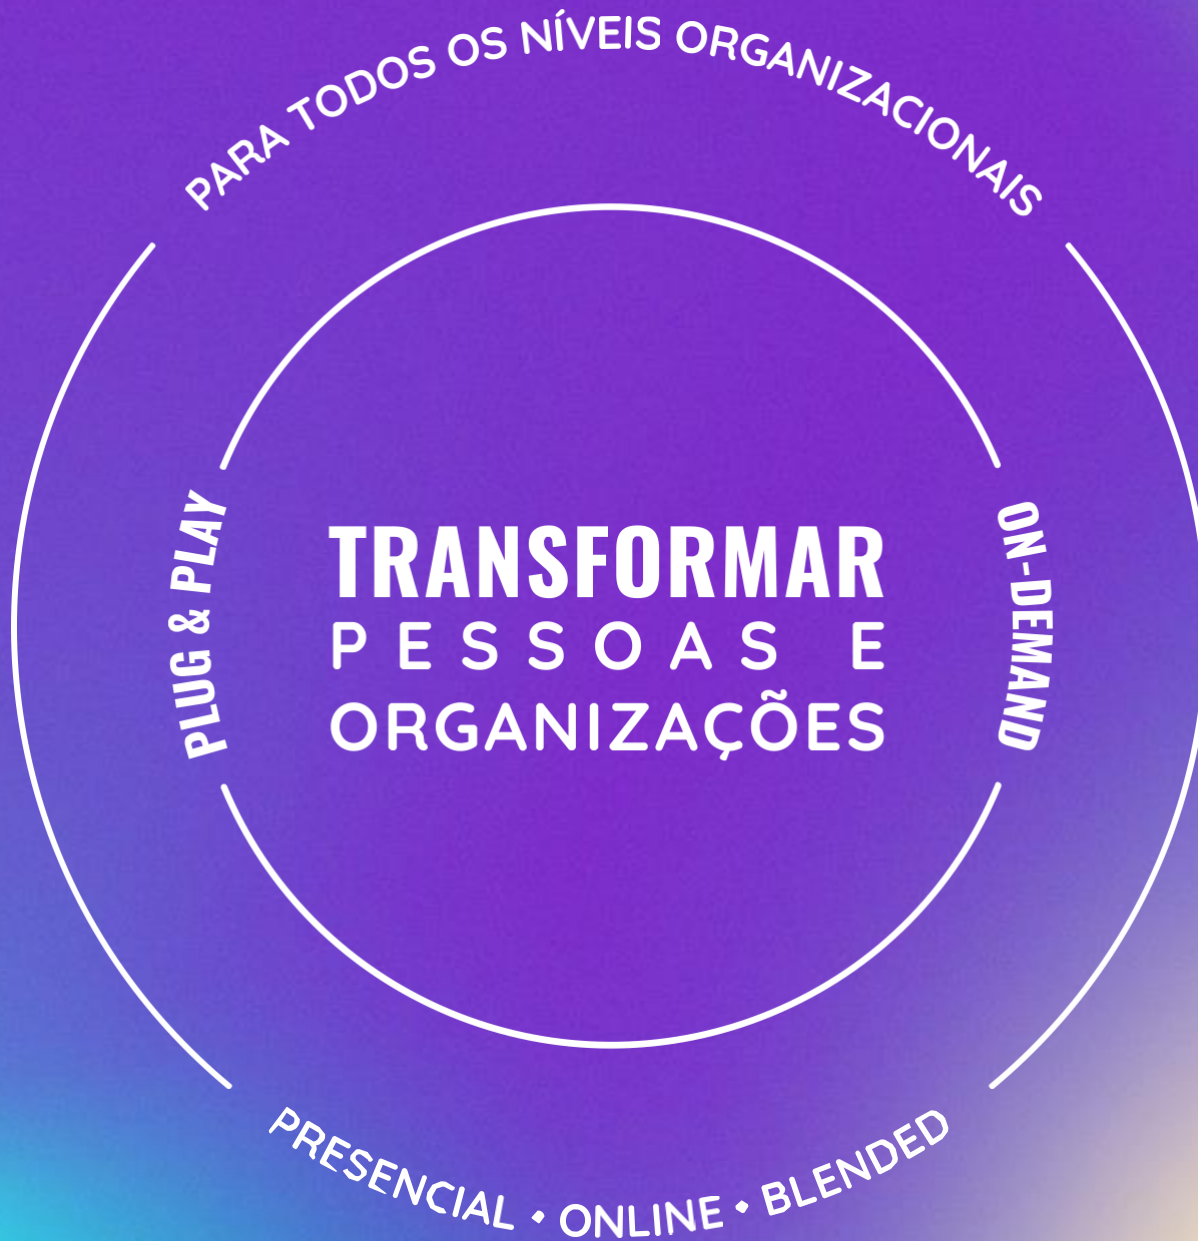 PARA TODOS OS NÍVEIS ORGANIZACIONAIS
PLUG & PLAY
TRANSFORMAR
PESSOAS E
ORGANIZAÇÕES
ON-DEMAND
PRESENCIAL • ONLINE • BLENDED